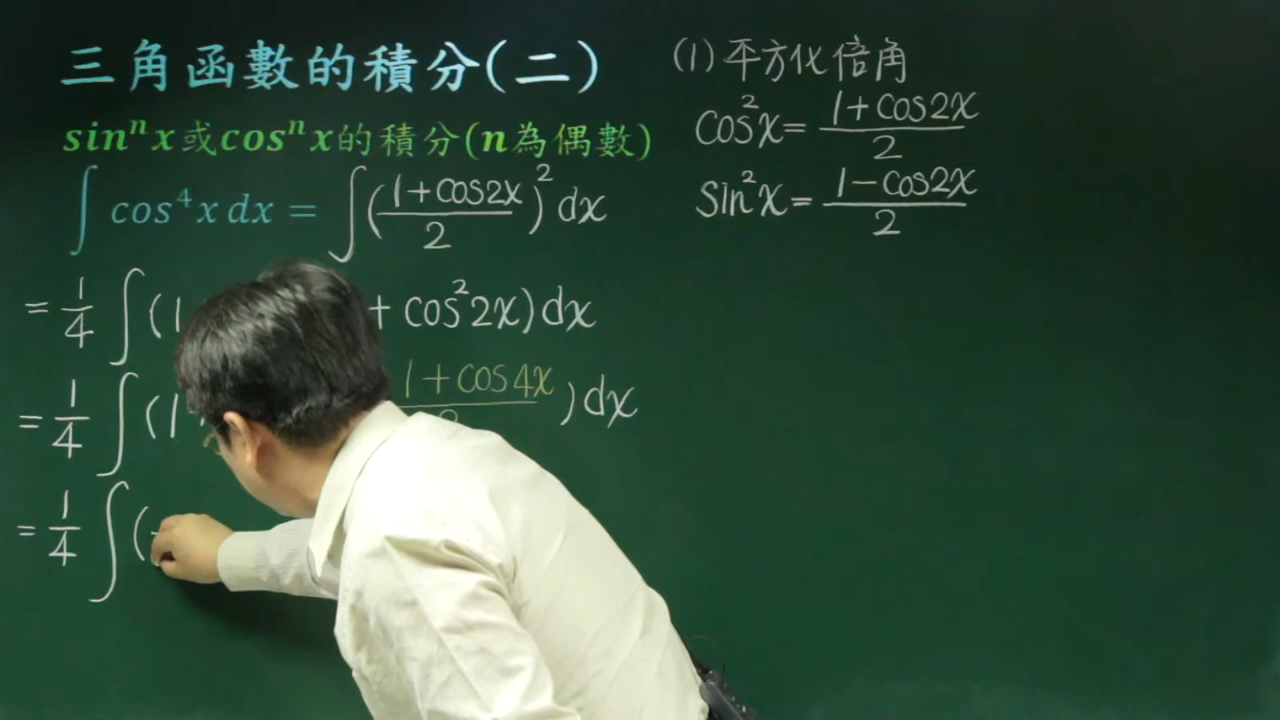 三角函數的積分(二)
sinⁿx或cosⁿx的積分(n為偶數)
∫ cos⁴x dx = ∫ ((1+cos2x)/2)² dx
= 1/4 ∫ (1 + cos²2x) dx
= 1/4 ∫ (1 (1+cos4x) ) dx
= 1/4 ∫ (
(1) 平方化倍角
cos²x = (1+cos2x)/2
sin²x = (1-cos2x)/2